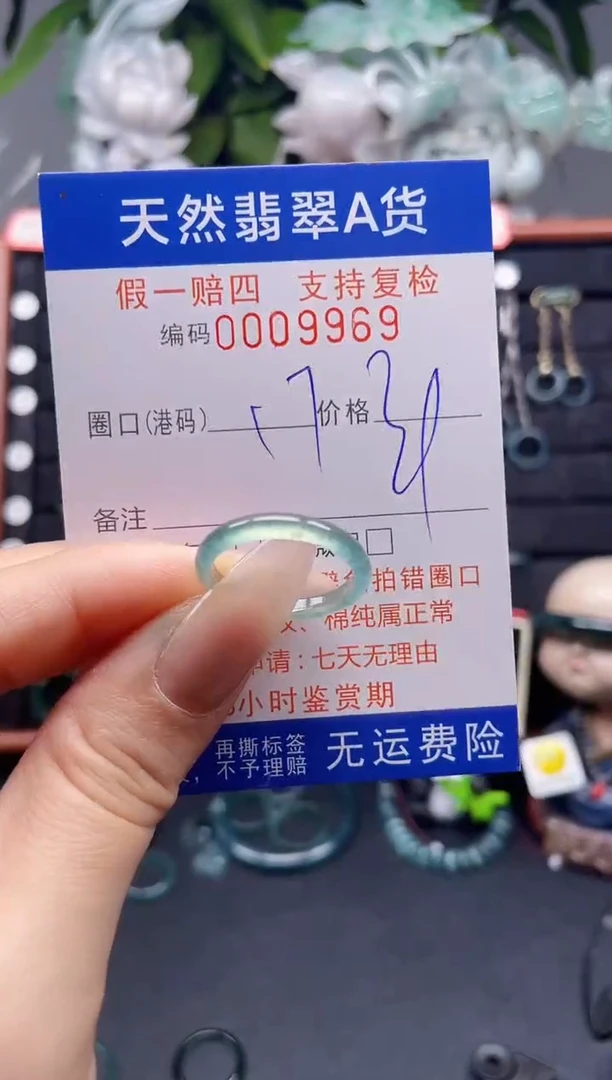 天然翡翠A货
假一赔四 支持复检
编码0009969
圈口(港码) 17 价格
备注
拍错圈口
、棉纯属正常
申请:七天无理由
小时鉴赏期
再撕标签
不予理赔
无运费险